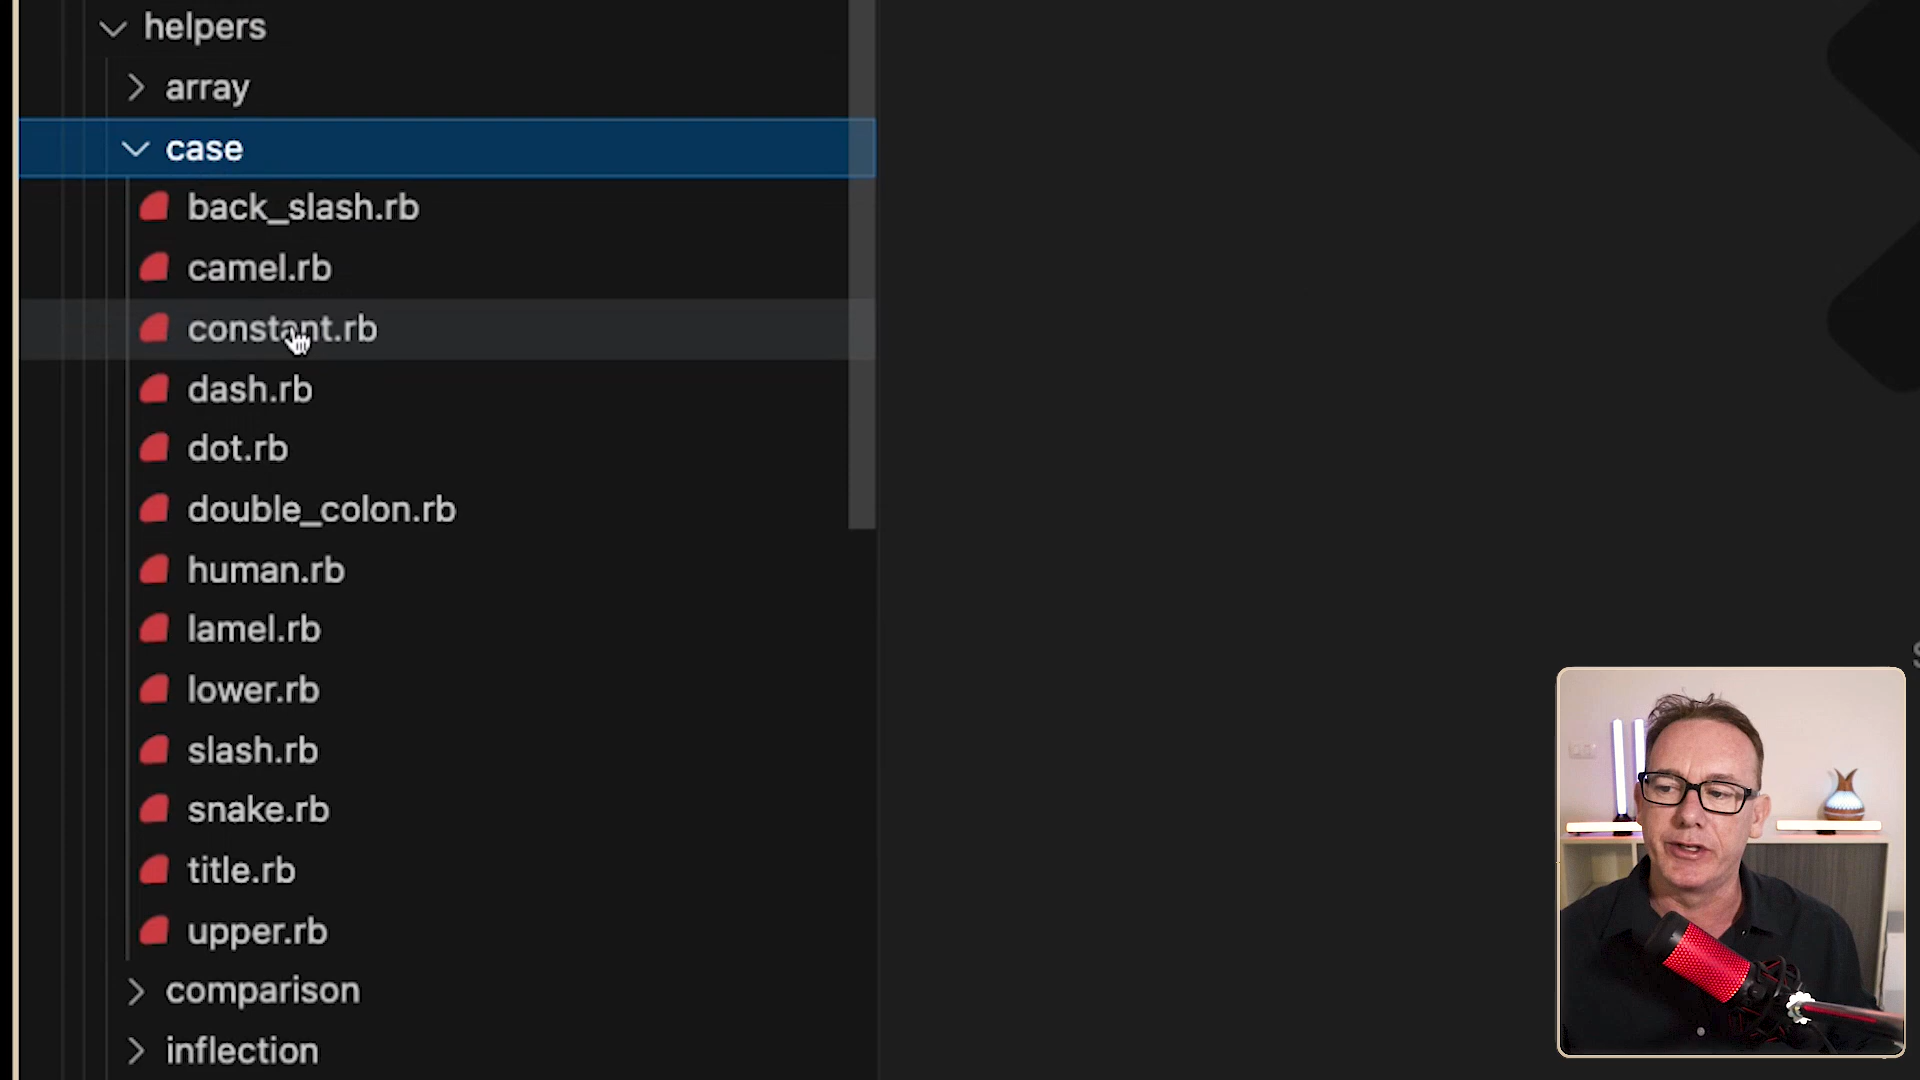 helpers
array
case
back_slash.rb
camel.rb
constant.rb
dash.rb
dot.rb
double_colon.rb
human.rb
lamel.rb
lower.rb
slash.rb
snake.rb
title.rb
upper.rb
comparison
inflection